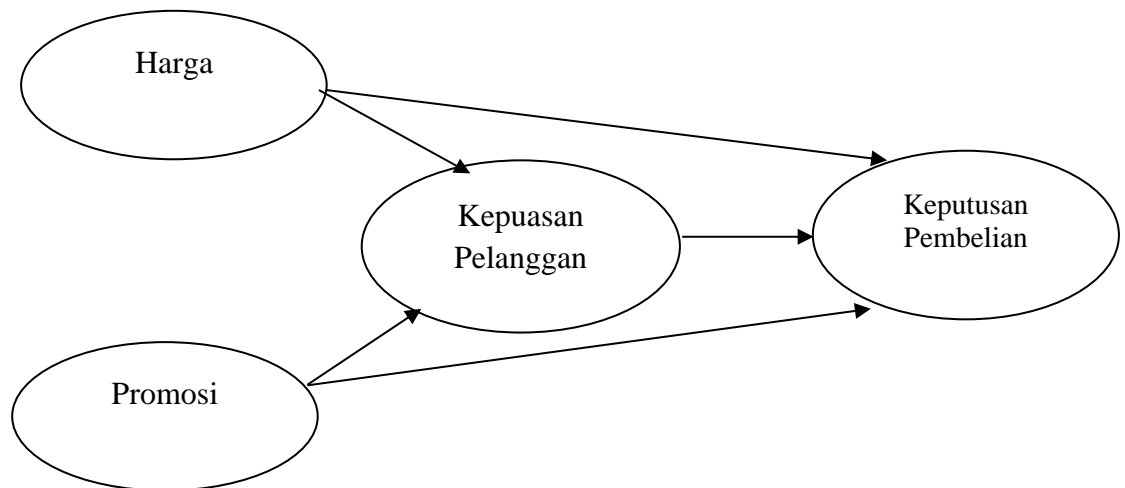 Harga
Kepuasan
Pelanggan
Keputusan
Pembelian
Promosi